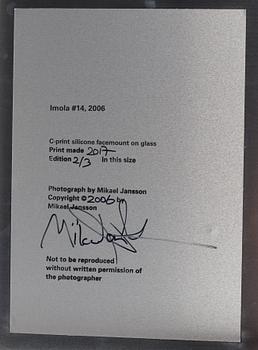 Imola #14, 2006
C-print silicone facemount on glass
Print made 2017
Edition 2/3 In this size
Photograph by Mikael Jansson
Copyright © 2006 by
Mikael Jansson
Not to be reproduced
without written permission of
the photographer